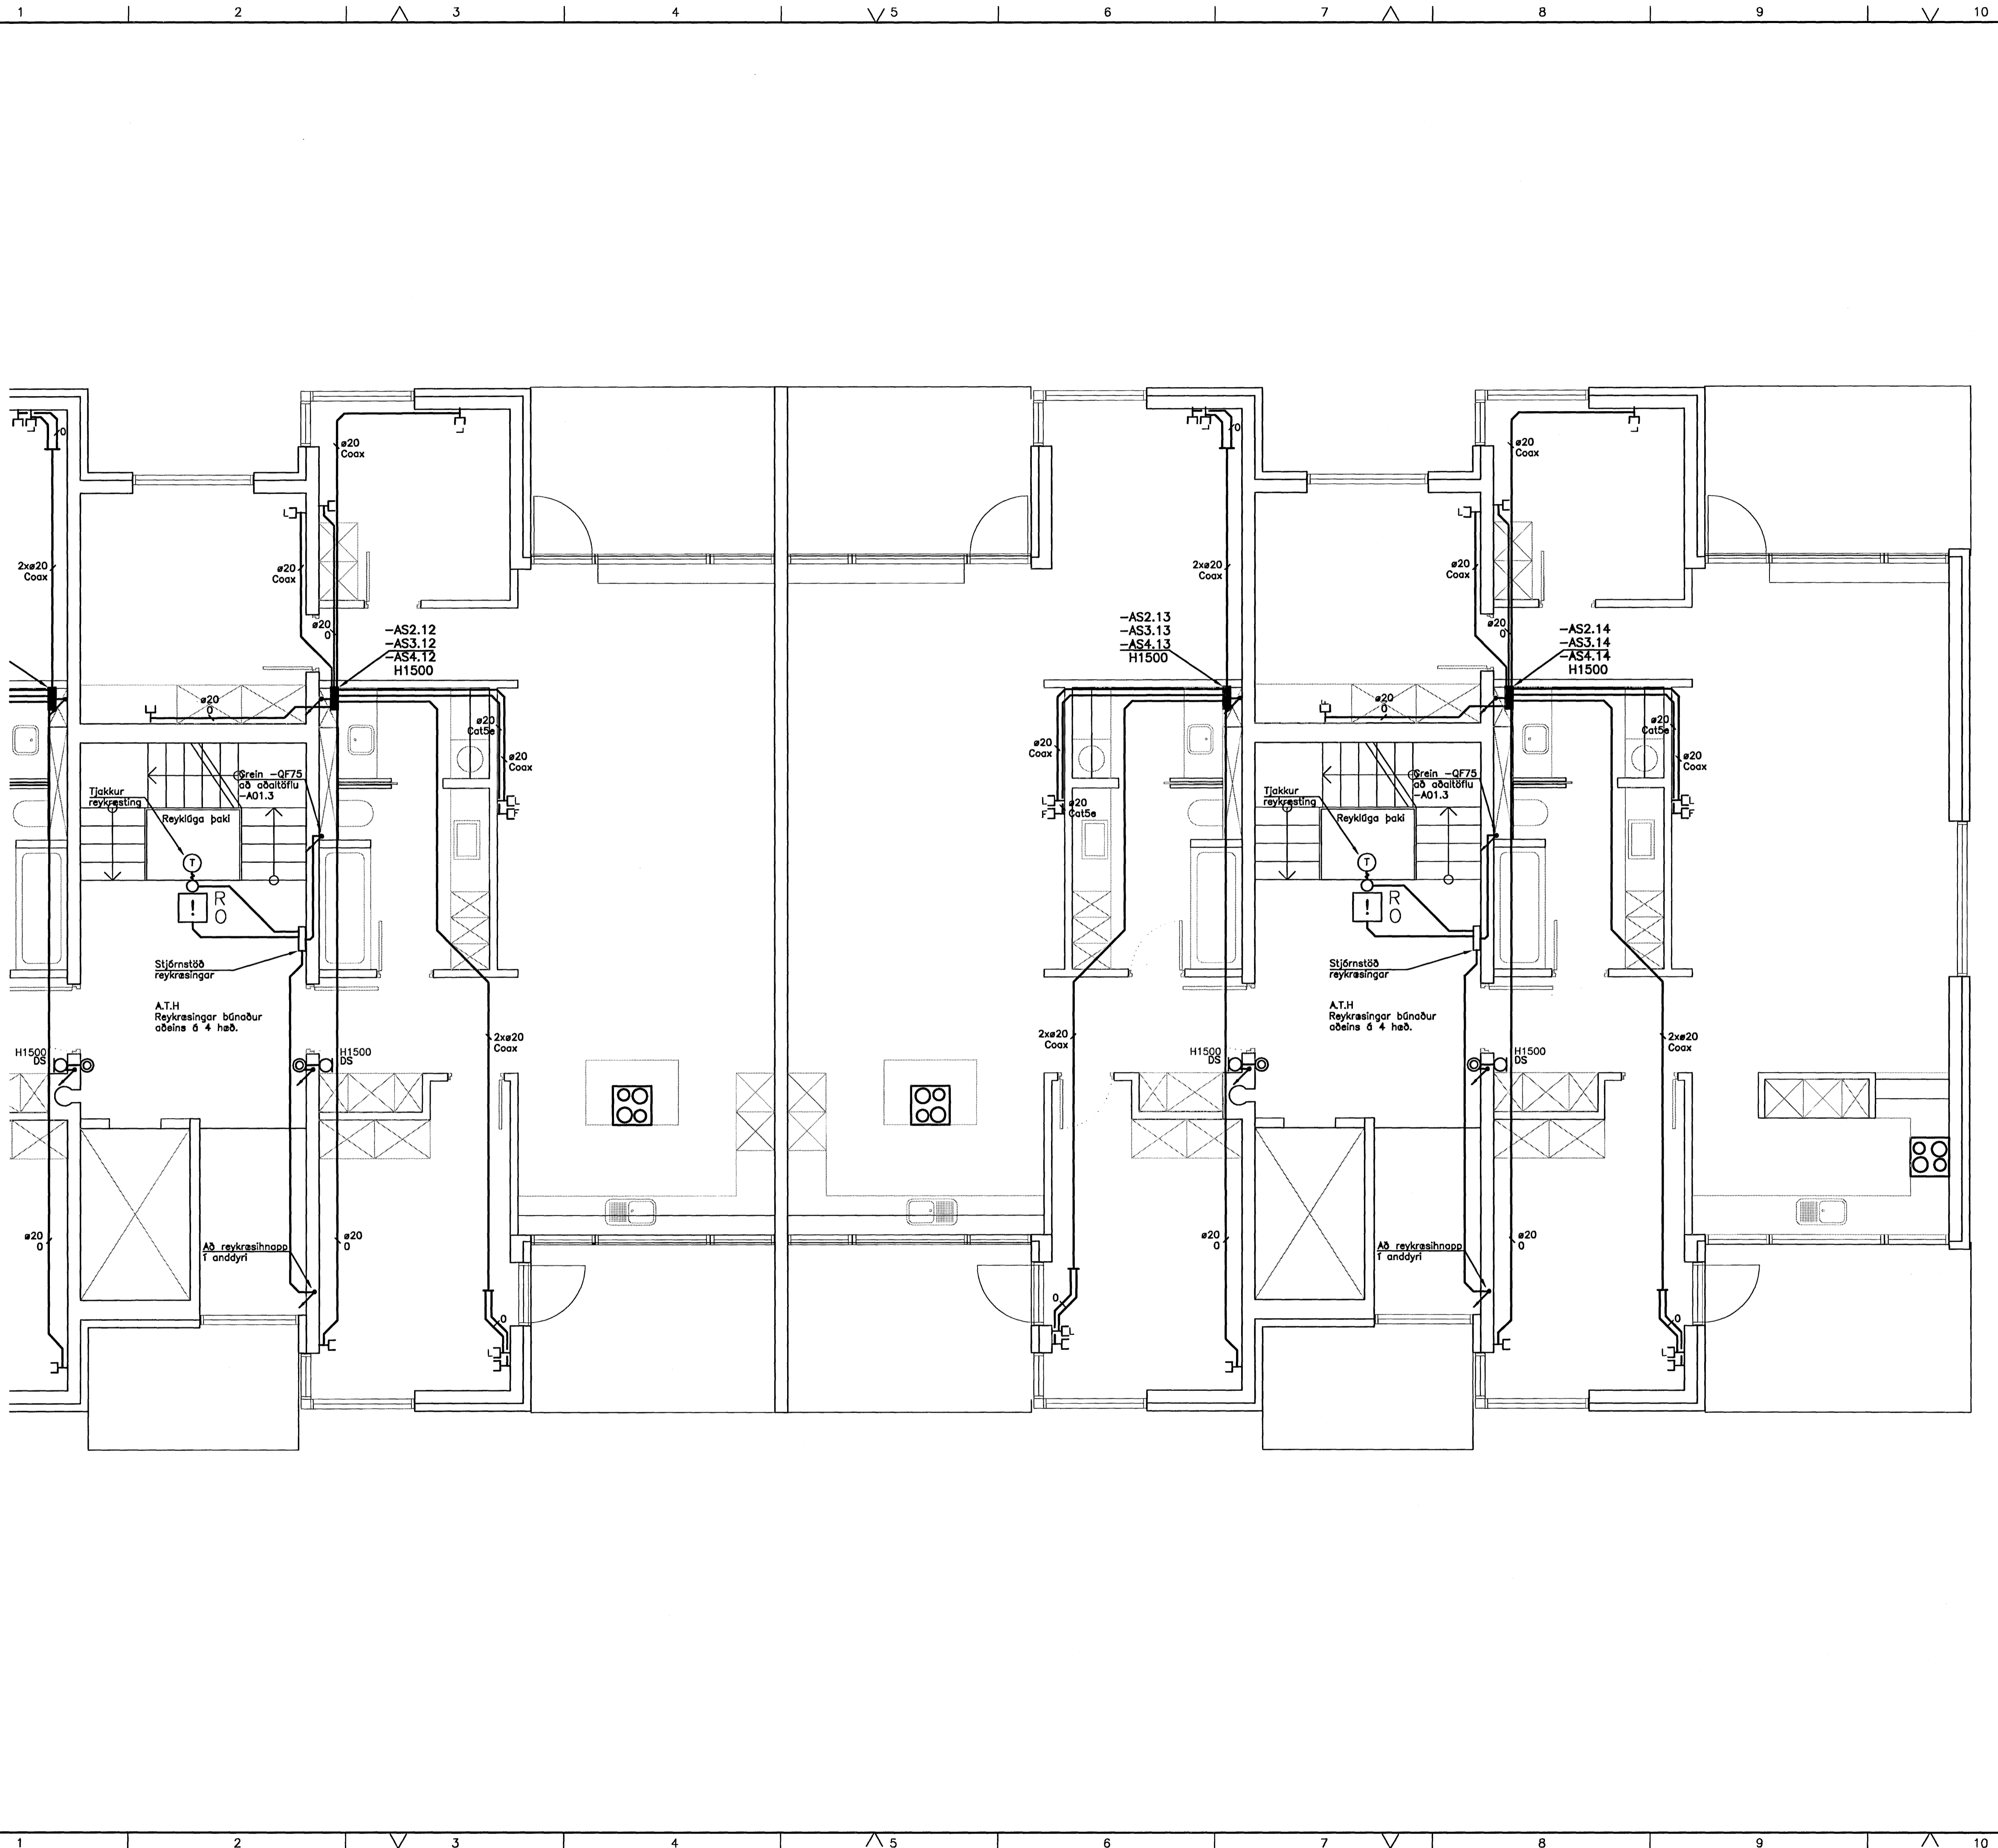 1 2 3 4 5 6 7 8 9 10
ø20
Coax
ø20
Coax
0
0
L
L
L
L
L
L
2xø20
Coax
ø20
Coax
2xø20
Coax
ø20
Coax
ø20
0
ø20
0
-AS2.12
-AS3.12
-AS4.12
H1500
-AS2.13
-AS3.13
-AS4.13
H1500
-AS2.14
-AS3.14
-AS4.14
H1500
ø20
0
ø20
0
ø20
Cat5e
ø20
Coax
ø20
Coax
ø20
Cat5e
ø20
Coax
L
F
L
F
ø20
Cat5e
L
F
Grein -QF75
að aðaltöflu
-A01.3
Grein -QF75
að aðaltöflu
-A01.3
Tjakkur
reykræsting
Tjakkur
reykræsting
Reyklúga þaki
Reyklúga þaki
T
T
!
R
O
!
R
O
Stjórnstöð
reykræsingar
Stjórnstöð
reykræsingar
A.T.H
Reykræsingar búnaður
aðeins á 4 hæð.
A.T.H
Reykræsingar búnaður
aðeins á 4 hæð.
2xø20
Coax
2xø20
Coax
2xø20
Coax
H1500
DS
H1500
DS
H1500
DS
H1500
DS
ø20
0
ø20
0
ø20
0
ø20
0
Að reykræsihnapp
í anddyri
Að reykræsihnapp
í anddyri
0
0
0
L
L
L
1 2 3 4 5 6 7 8 9 10